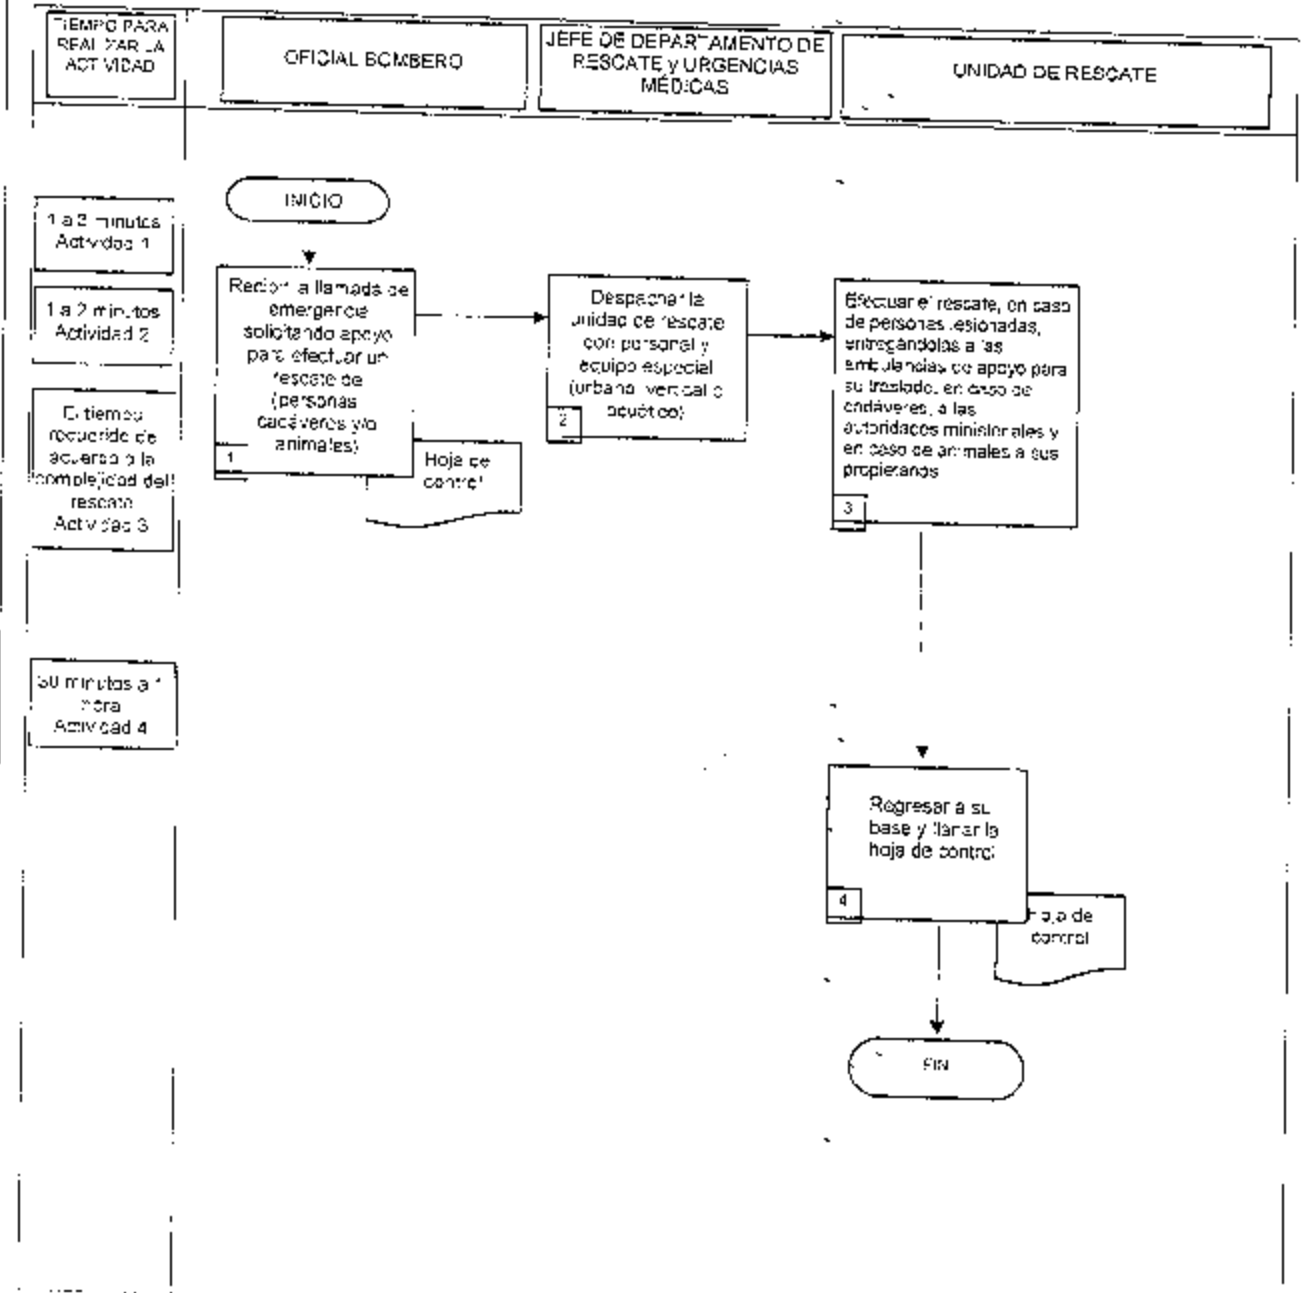 TIEMPO PARA
REALIZAR LA
ACTIVIDAD
OFICIAL BOMBERO
JEFE DE DEPARTAMENTO DE
RESCATE y URGENCIAS
MÉDICAS
UNIDAD DE RESCATE
INICIO
1 a 2 minutos
Actividad 1
1 a 2 minutos
Actividad 2
El tiempo
requerido de
acuerdo a la
complejidad del
rescate
Actividad 3
30 minutos a 1
hora
Actividad 4
Recibir la llamada de
emergencia
solicitando apoyo
para efectuar un
rescate de
(personas
cadáveres y/o
animales)
1
Hoja de
control
Despachar la
unidad de rescate
con personal y
equipo especial
(urbano, vertical o
acuático)
2
Efectuar el rescate, en caso
de personas lesionadas,
entregándolas a las
ambulancias de apoyo para
su traslado, en caso de
cadáveres, a las
autoridades ministeriales y
en caso de animales a sus
propietarios
3
Regresar a su
base y llenar la
hoja de control
4
Hoja de
control
FIN